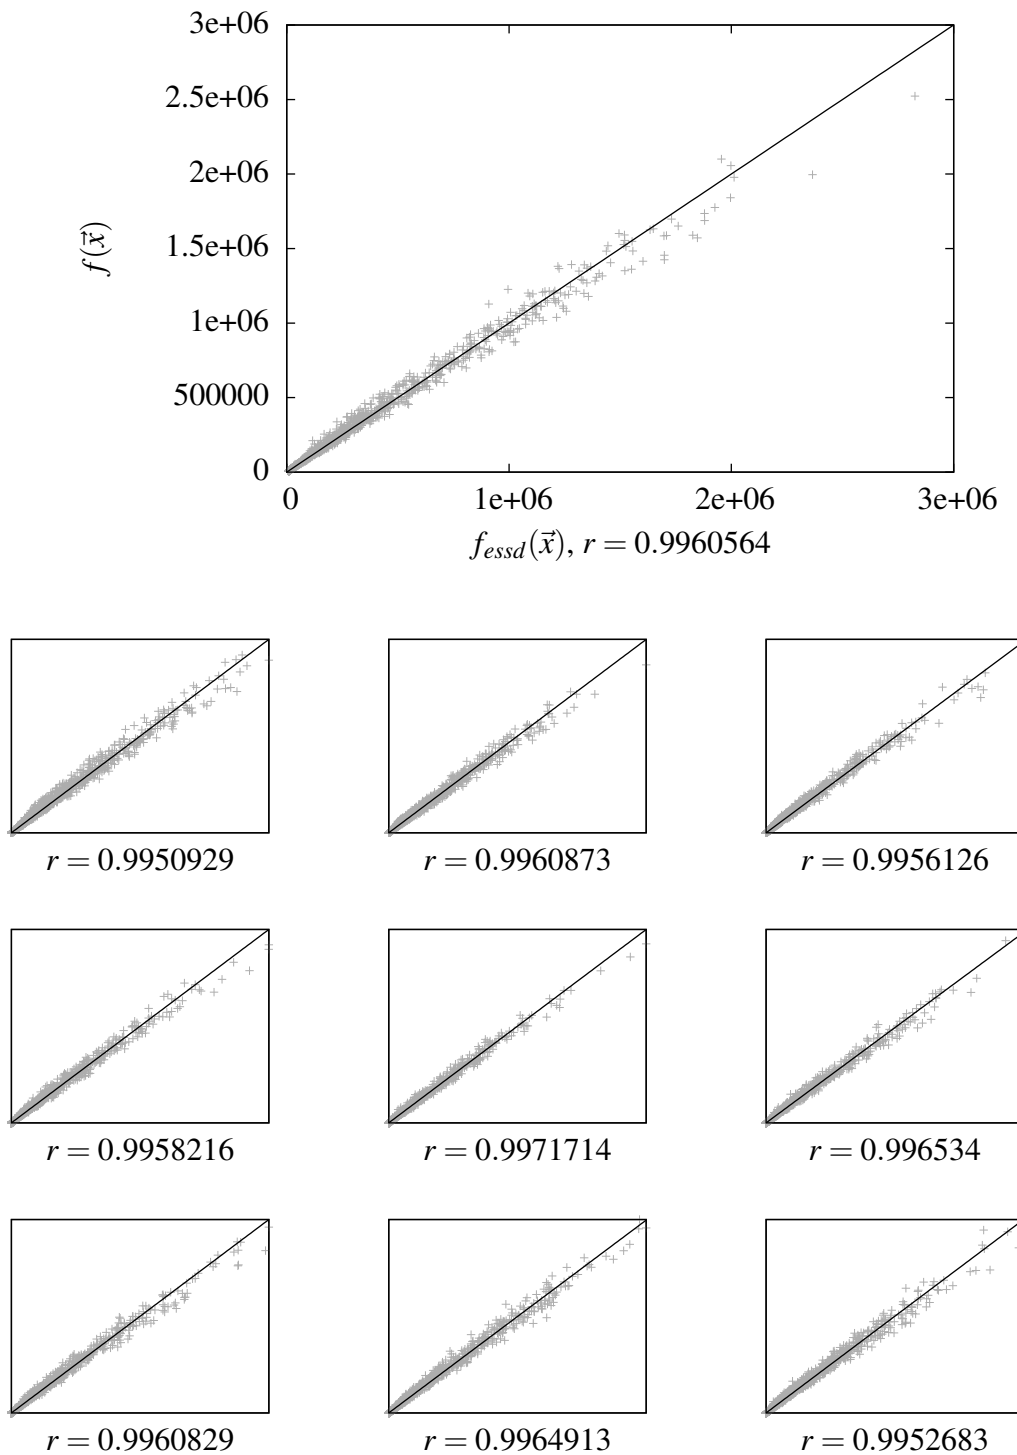 3e+06
2.5e+06
2e+06
1.5e+06
1e+06
500000
0
f(x⃗)
0 1e+06 2e+06 3e+06
f_essd(x⃗), r = 0.9960564
r = 0.9950929 r = 0.9960873 r = 0.9956126
r = 0.9958216 r = 0.9971714 r = 0.996534
r = 0.9960829 r = 0.9964913 r = 0.9952683